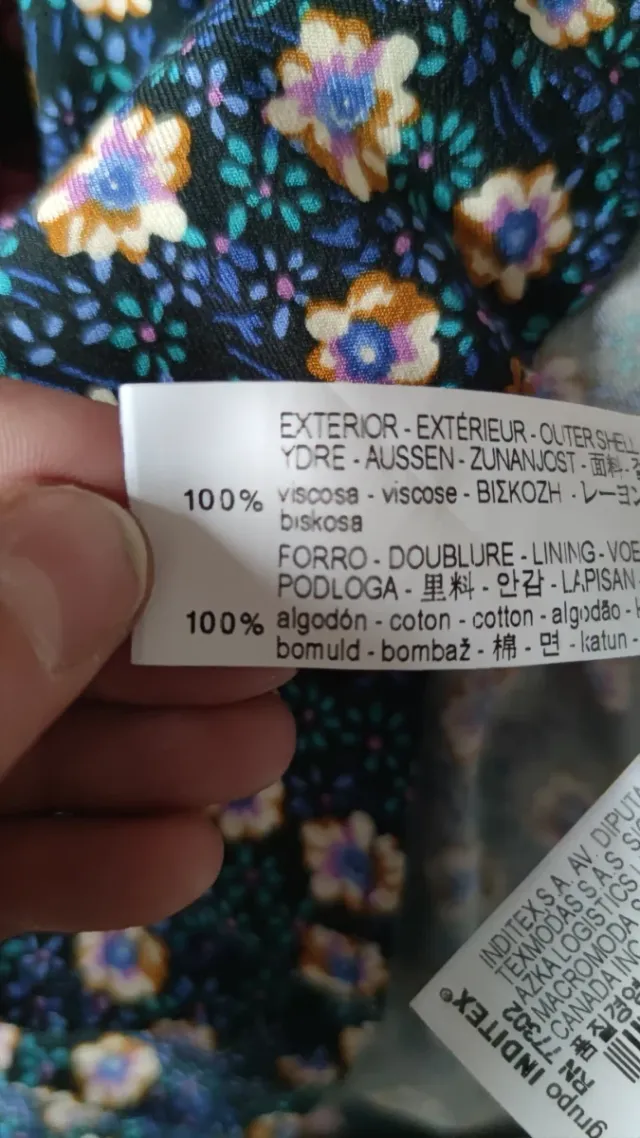 EXTERIOR - EXTÉRIEUR - OUTER SHELL
YDRE - AUSSEN - ZUNANJOST - 面料 -
100% viscosa - viscose - ΒΙΣΚΟΖΗ - レーヨ
biskosa
FORRO - DOUBLURE - LINING - VOE
PODLOGA - 里料 - 안감 - LAPISAN
100% algodón - coton - cotton - algodão -
bomuld - bombaž - 棉 - 면 - katun -
INDITEX S.A. AV. DIPUTA
TEXMODAS S.A.S
AZKA LOGISTICS
MACROMODA
CANADA INC
grupo INDITEX®
RN 77302